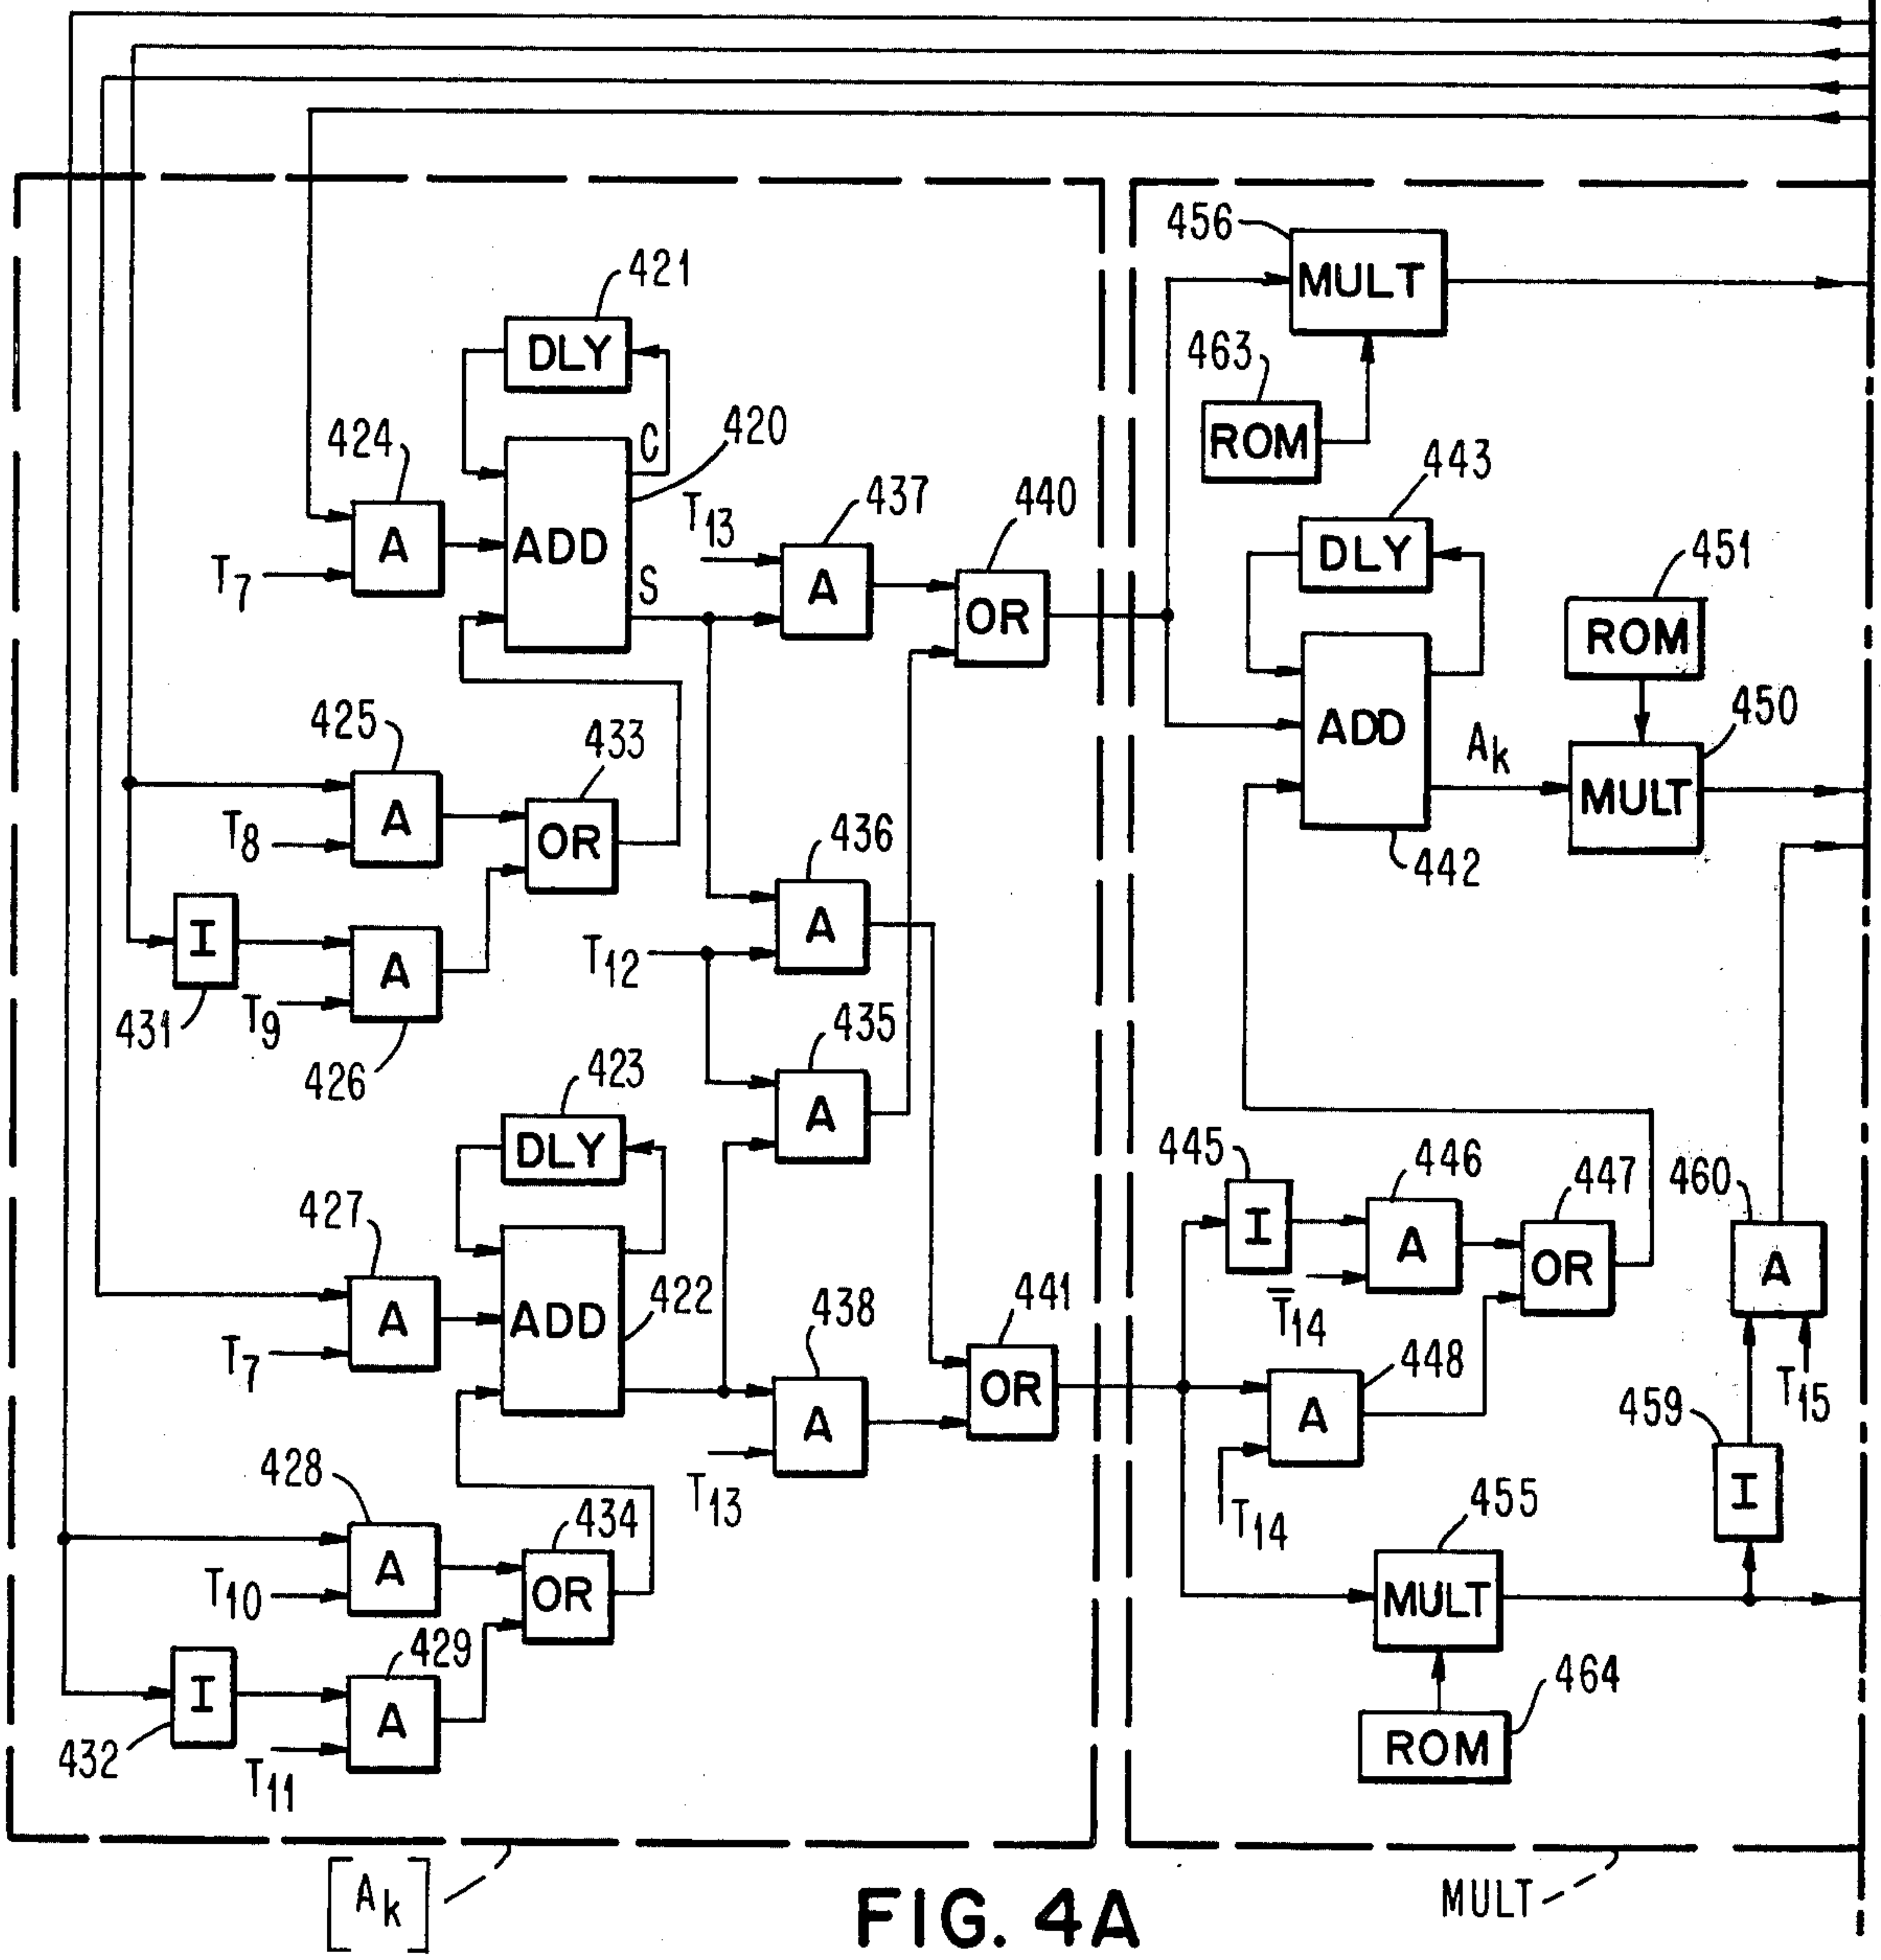 456
MULT
421
DLY
463
ROM
C
420
424
443
T13
437
440
DLY
451
A
ADD
T7
S
A
OR
ROM
425
433
ADD
Ak
450
MULT
A
OR
T8
436
442
I
A
A
T12
431
T9
426
435
423
DLY
A
445
446
447
460
427
I
A
OR
A
A
ADD
422
438
441
T̅14
T7
OR
448
T15
A
A
459
428
T13
T14
434
455
I
A
OR
T10
MULT
429
I
A
464
432
T11
ROM
[Ak]
MULT
FIG. 4A